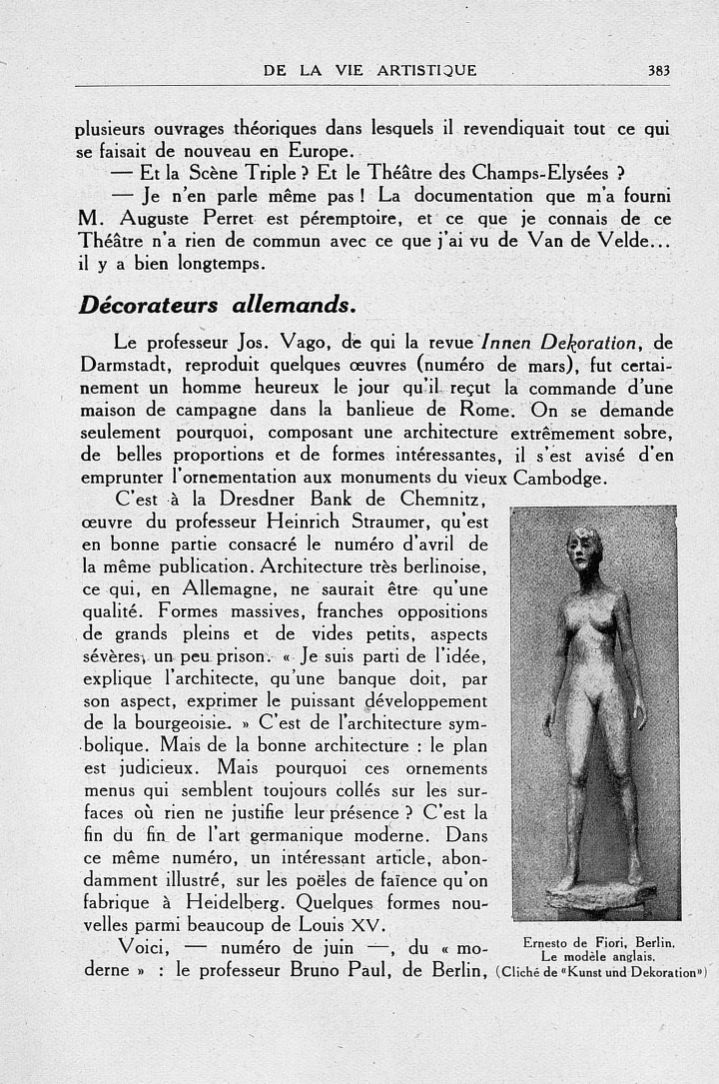 DE LA VIE ARTISTIQUE 383
plusieurs ouvrages théoriques dans lesquels il revendiquait tout ce qui
se faisait de nouveau en Europe.
— Et la Scène Triple ? Et le Théâtre des Champs-Elysées ?
— Je n'en parle même pas ! La documentation que m'a fourni
M. Auguste Perret est péremptoire, et ce que je connais de ce
Théâtre n'a rien de commun avec ce que j'ai vu de Van de Velde...
il y a bien longtemps.
Décorateurs allemands.
Le professeur Jos. Vago, de qui la revue Innen Dekoration, de
Darmstadt, reproduit quelques œuvres (numéro de mars), fut certai-
nement un homme heureux le jour qu'il reçut la commande d'une
maison de campagne dans la banlieue de Rome. On se demande
seulement pourquoi, composant une architecture extrêmement sobre,
de belles proportions et de formes intéressantes, il s'est avisé d'en
emprunter l'ornementation aux monuments du vieux Cambodge.
C'est à la Dresdner Bank de Chemnitz,
œuvre du professeur Heinrich Straumer, qu'est
en bonne partie consacré le numéro d'avril de
la même publication. Architecture très berlinoise,
ce qui, en Allemagne, ne saurait être qu'une
qualité. Formes massives, franches oppositions
de grands pleins et de vides petits, aspects
sévères, un peu prison. « Je suis parti de l'idée,
explique l'architecte, qu'une banque doit, par
son aspect, exprimer le puissant développement
de la bourgeoisie. » C'est de l'architecture sym-
bolique. Mais de la bonne architecture : le plan
est judicieux. Mais pourquoi ces ornements
menus qui semblent toujours collés sur les sur-
faces où rien ne justifie leur présence ? C'est la
fin du fin de l'art germanique moderne. Dans
ce même numéro, un intéressant article, abon-
damment illustré, sur les poëles de faïence qu'on
fabrique à Heidelberg. Quelques formes nou-
velles parmi beaucoup de Louis XV.
Voici, — numéro de juin —, du « mo-
derne » : le professeur Bruno Paul, de Berlin,
Ernesto de Fiori, Berlin.
Le modèle anglais.
(Cliché de "Kunst und Dekoration")